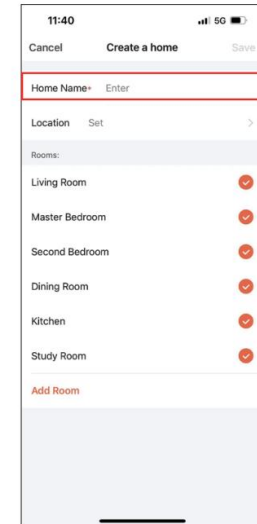 11:40 5G
Cancel Create a home Save
Home Name* Enter
Location Set
Rooms:
Living Room
Master Bedroom
Second Bedroom
Dining Room
Kitchen
Study Room
Add Room